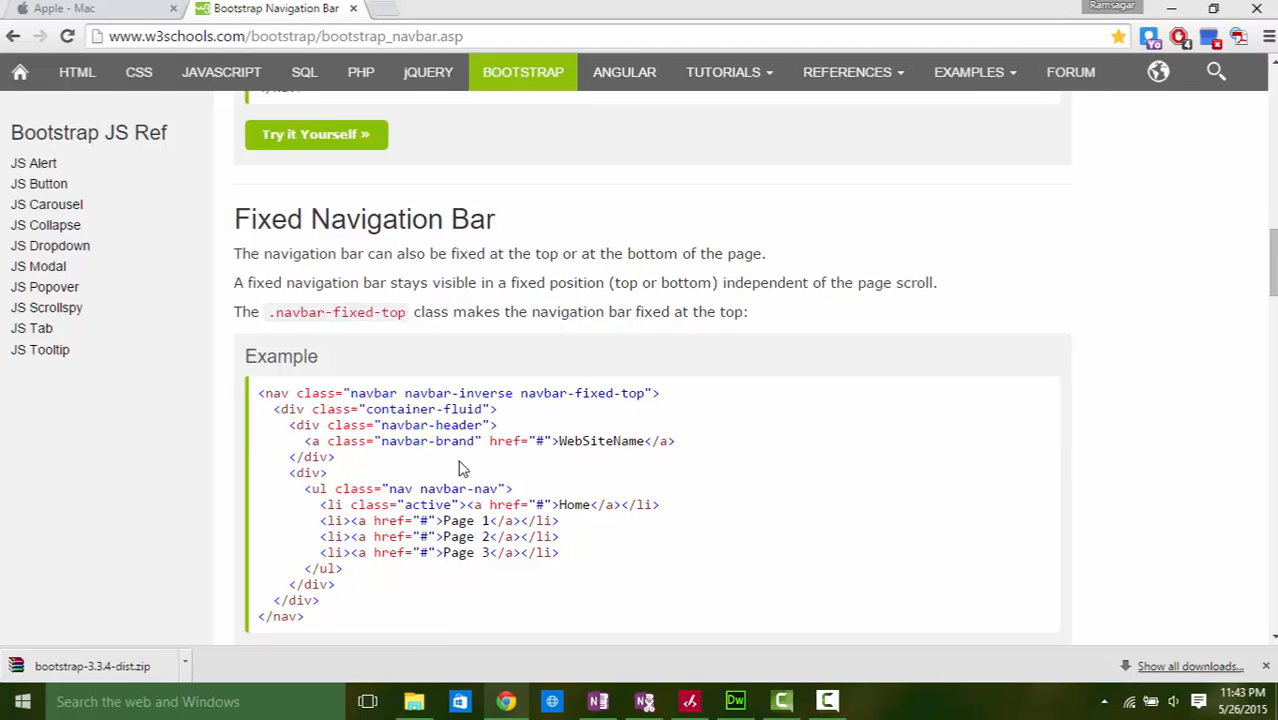 Apple - Mac
Bootstrap Navigation Bar
Ramsagar
www.w3schools.com/bootstrap/bootstrap_navbar.asp
HTML CSS JAVASCRIPT SQL PHP jQUERY BOOTSTRAP ANGULAR TUTORIALS REFERENCES EXAMPLES FORUM
Bootstrap JS Ref
JS Alert
JS Button
JS Carousel
JS Collapse
JS Dropdown
JS Modal
JS Popover
JS Scrollspy
JS Tab
JS Tooltip
Try it Yourself »
Fixed Navigation Bar
The navigation bar can also be fixed at the top or at the bottom of the page.
A fixed navigation bar stays visible in a fixed position (top or bottom) independent of the page scroll.
The .navbar-fixed-top class makes the navigation bar fixed at the top:
Example
<nav class="navbar navbar-inverse navbar-fixed-top">
<div class="container-fluid">
<div class="navbar-header">
<a class="navbar-brand" href="#">WebSiteName</a>
</div>
<div>
<ul class="nav navbar-nav">
<li class="active"><a href="#">Home</a></li>
<li><a href="#">Page 1</a></li>
<li><a href="#">Page 2</a></li>
<li><a href="#">Page 3</a></li>
</ul>
</div>
</div>
</nav>
bootstrap-3.3.4-dist.zip
Show all downloads...
Search the web and Windows
Dw
11:43 PM
5/26/2015